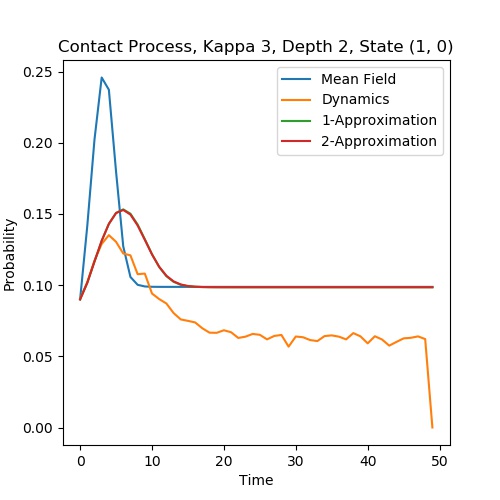 Contact Process, Kappa 3, Depth 2, State (1, 0)
Mean Field
Dynamics
1-Approximation
2-Approximation
Probability
0.25
0.20
0.15
0.10
0.05
0.00
0 10 20 30 40 50
Time